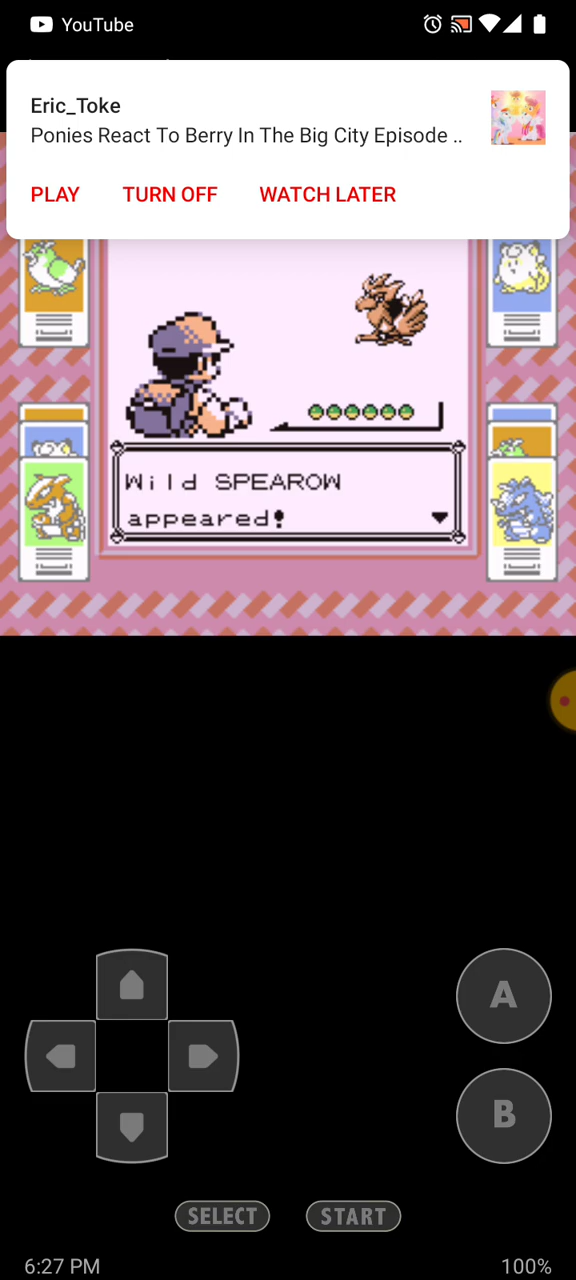 YouTube
Eric_Toke
Ponies React To Berry In The Big City Episode ..
PLAY TURN OFF WATCH LATER
Wild SPEAROW
appeared!
A
B
SELECT START
6:27 PM 100%